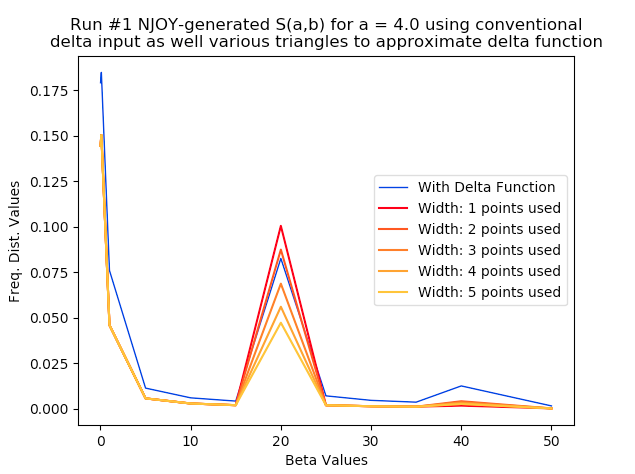 Run #1 NJOY-generated S(a,b) for a = 4.0 using conventional
delta input as well various triangles to approximate delta function
Freq. Dist. Values
0.175
0.150
0.125
0.100
0.075
0.050
0.025
0.000
With Delta Function
Width: 1 points used
Width: 2 points used
Width: 3 points used
Width: 4 points used
Width: 5 points used
0 10 20 30 40 50
Beta Values